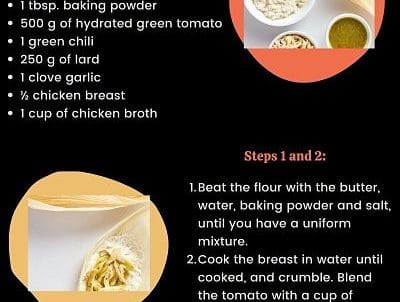 • 1 tbsp. baking powder
• 500 g of hydrated green tomato
• 1 green chili
• 250 g of lard
• 1 clove garlic
• ½ chicken breast
• 1 cup of chicken broth
Steps 1 and 2:
1. Beat the flour with the butter,
water, baking powder and salt,
until you have a uniform
mixture.
2. Cook the breast in water until
cooked, and crumble. Blend
the tomato with a cup of